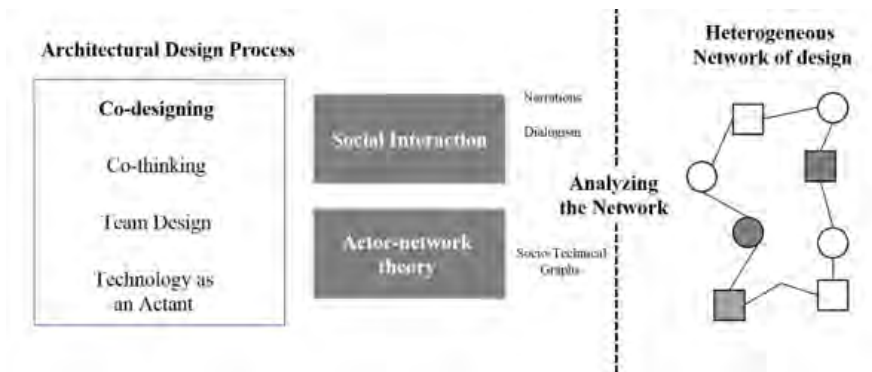 Architectural Design Process
Co-designing
Co-thinking
Team Design
Technology as
an Actant
Social Interaction
Actor-network
theory
Narrations
Dialogism
Socio-Technical
Graphs
Analyzing
the Network
Heterogeneous
Network of design